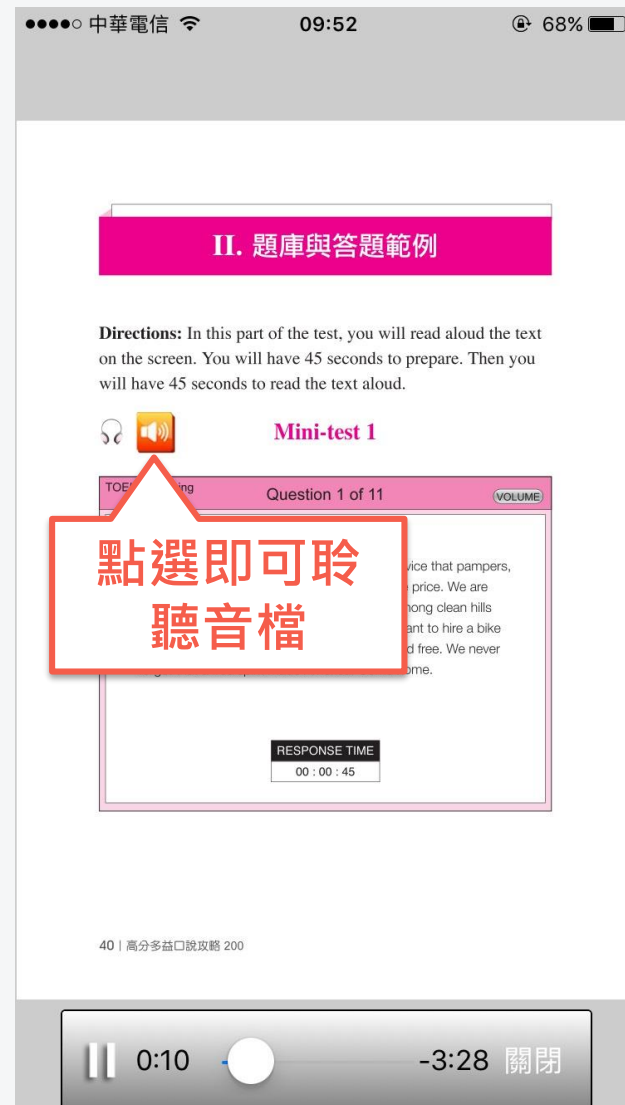 中華電信 09:52 68%
II. 題庫與答題範例
Directions: In this part of the test, you will read aloud the text
on the screen. You will have 45 seconds to prepare. Then you
will have 45 seconds to read the text aloud.
Mini-test 1
Question 1 of 11 VOLUME
點選即可聆
聽音檔
that pampers,
price. We are
clean hills
to hire a bike
free. We never
RESPONSE TIME
00 : 00 : 45
40 | 高分多益口說攻略 200
0:10 -3:28 關閉